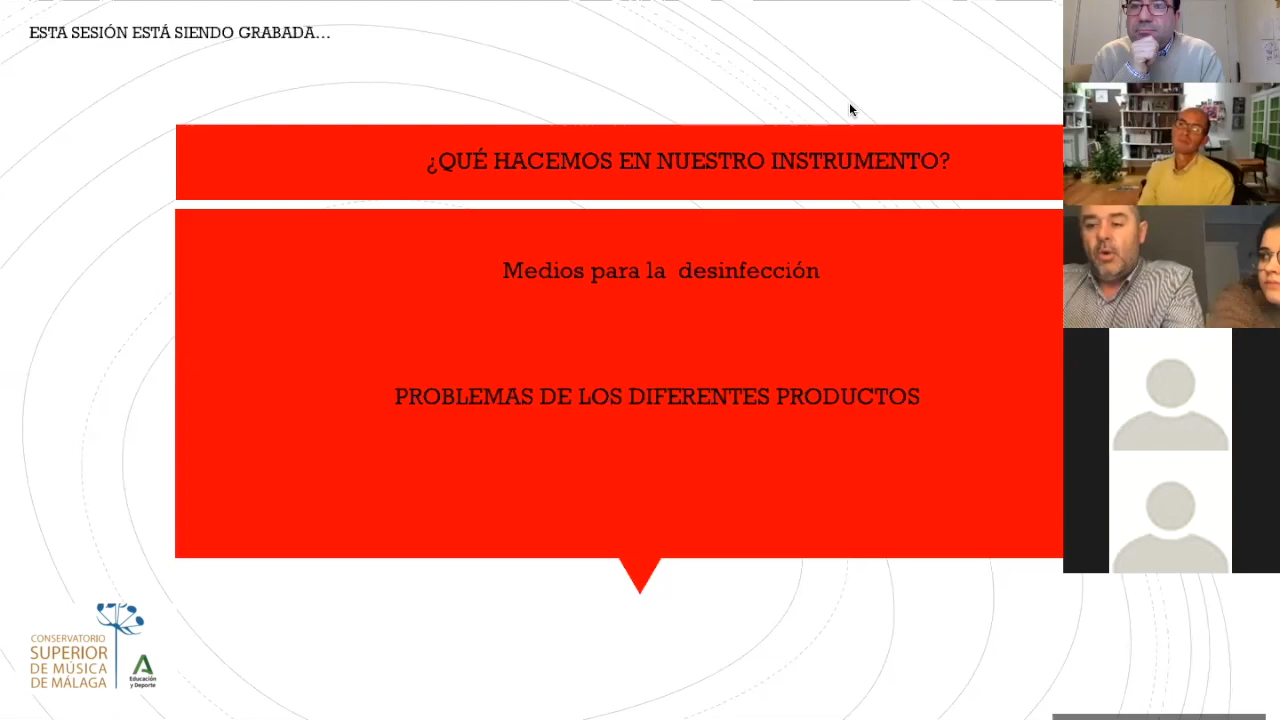 ESTA SESIÓN ESTÁ SIENDO GRABADA...
¿QUÉ HACEMOS EN NUESTRO INSTRUMENTO?
Medios para la desinfección
PROBLEMAS DE LOS DIFERENTES PRODUCTOS
CONSERVATORIO
SUPERIOR
DE MÚSICA
DE MÁLAGA
Educación
y Deporte